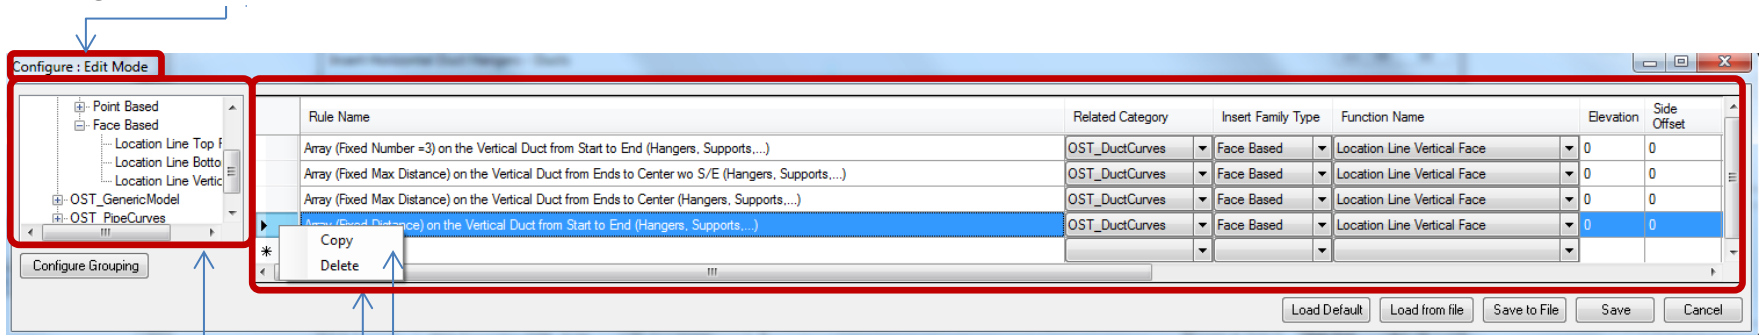 Configure : Edit Mode
Point Based
Face Based
Location Line Top F
Location Line Botto
Location Line Vertic
OST_GenericModel
OST_PipeCurves
Configure Grouping
Rule Name Related Category Insert Family Type Function Name Elevation Side Offset
Array (Fixed Number =3) on the Vertical Duct from Start to End (Hangers, Supports,...) OST_DuctCurves Face Based Location Line Vertical Face 0 0
Array (Fixed Max Distance) on the Vertical Duct from Ends to Center wo S/E (Hangers, Supports,...) OST_DuctCurves Face Based Location Line Vertical Face 0 0
Array (Fixed Max Distance) on the Vertical Duct from Ends to Center (Hangers, Supports,...) OST_DuctCurves Face Based Location Line Vertical Face 0 0
Array (Fixed Distance) on the Vertical Duct from Start to End (Hangers, Supports,...) OST_DuctCurves Face Based Location Line Vertical Face 0 0
Copy
Delete
Load Default Load from file Save to File Save Cancel